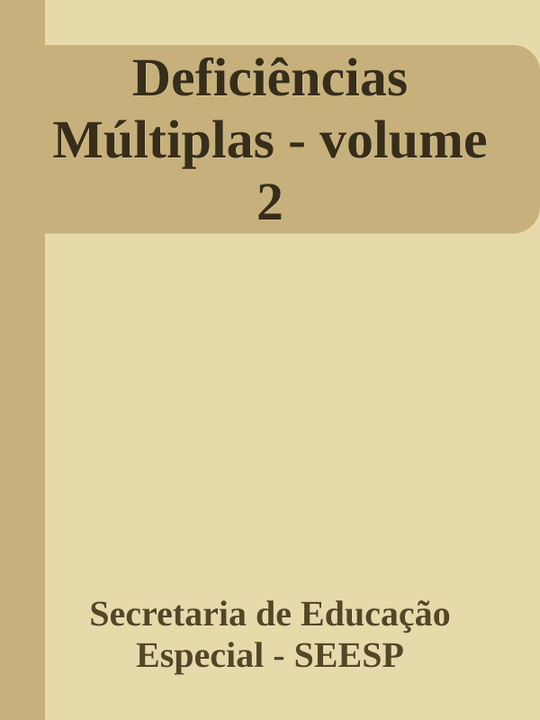 Deficiências
Múltiplas - volume
2
Secretaria de Educação
Especial - SEESP